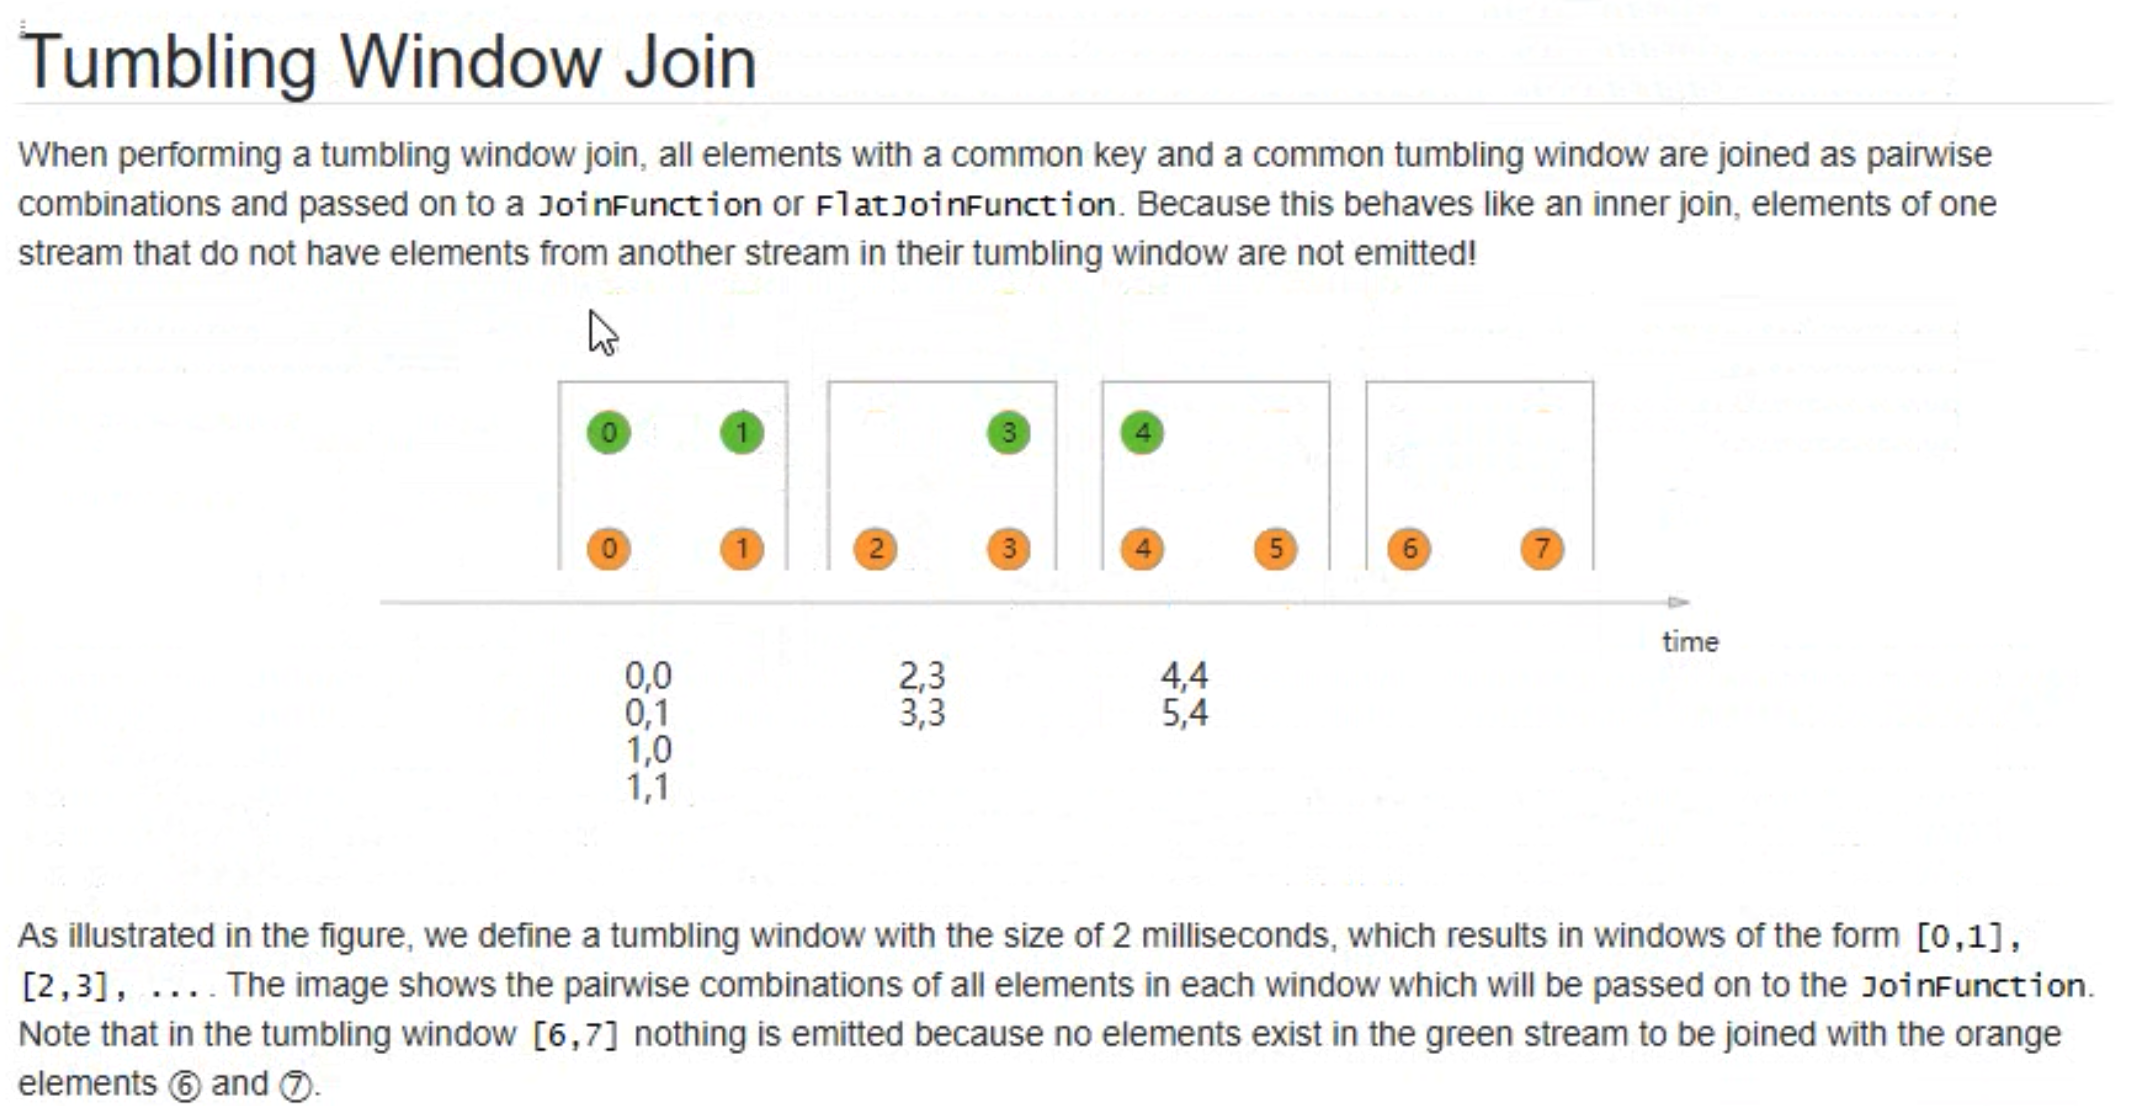 Tumbling Window Join
When performing a tumbling window join, all elements with a common key and a common tumbling window are joined as pairwise
combinations and passed on to a JoinFunction or FlatJoinFunction. Because this behaves like an inner join, elements of one
stream that do not have elements from another stream in their tumbling window are not emitted!
0 1 3 4
0 1 2 3 4 5 6 7
time
0,0 2,3 4,4
0,1 3,3 5,4
1,0
1,1
As illustrated in the figure, we define a tumbling window with the size of 2 milliseconds, which results in windows of the form [0,1],
[2,3], .... The image shows the pairwise combinations of all elements in each window which will be passed on to the JoinFunction.
Note that in the tumbling window [6,7] nothing is emitted because no elements exist in the green stream to be joined with the orange
elements ⑥ and ⑦.